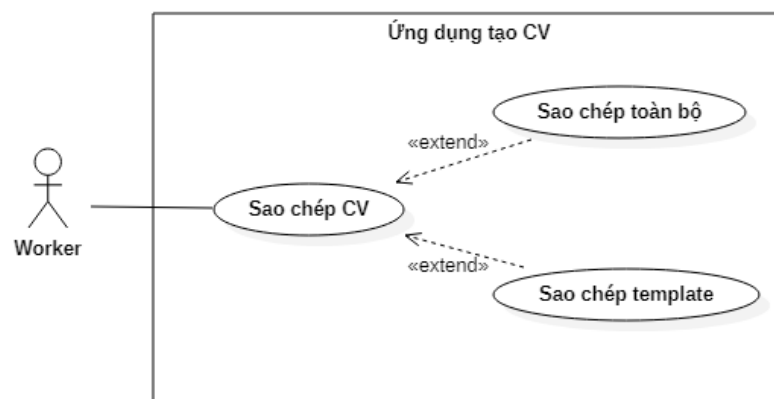 Ứng dụng tạo CV
Sao chép toàn bộ
«extend»
Sao chép CV
Worker
«extend»
Sao chép template